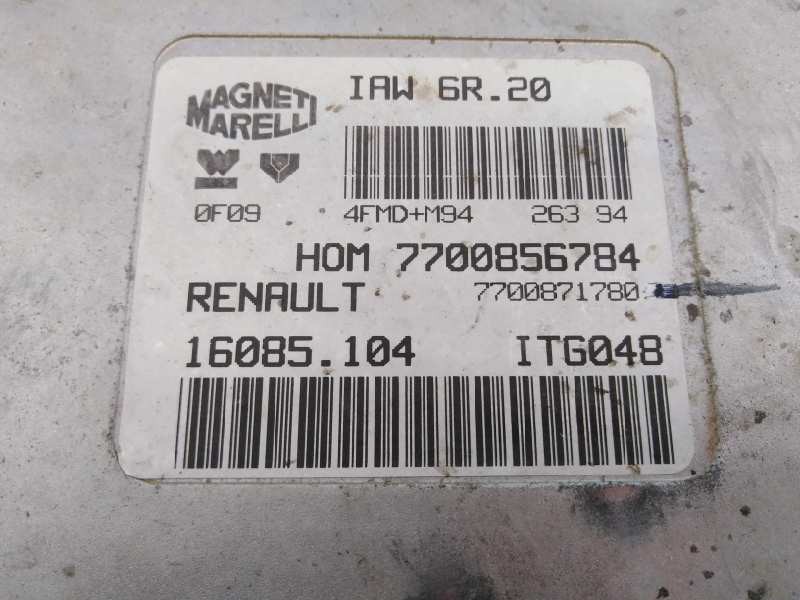 MAGNETI
MARELLI
IAW 6R.20
0F09 4FMD+M94 263 94
HOM 7700856784
RENAULT 7700871780
16085.104 ITG048